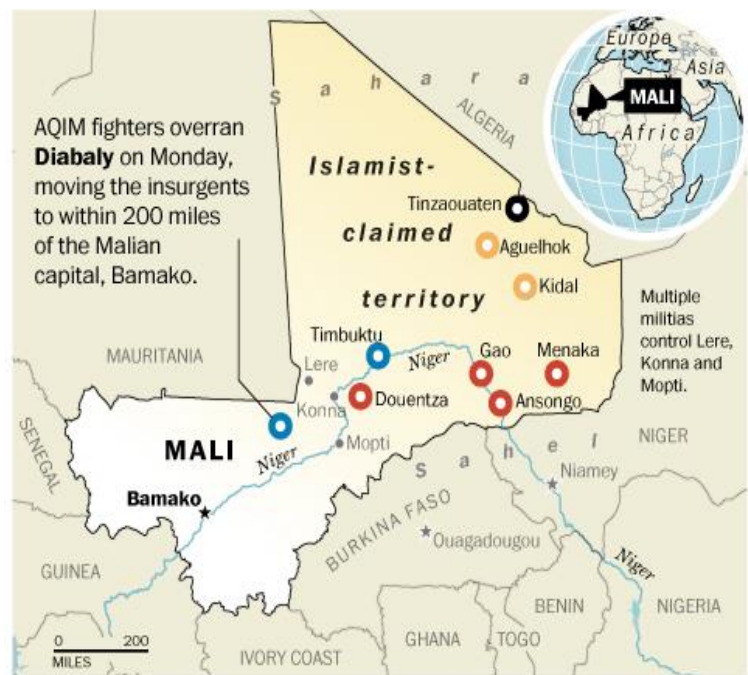 Europe
Asia
MALI
Africa
Sahara
ALGERIA
AQIM fighters overran
Diabaly on Monday,
moving the insurgents
to within 200 miles
of the Malian
capital, Bamako.
Islamist-
claimed
territory
Tinzaouaten
Aguelhok
Kidal
Multiple
militias
control Lere,
Konna and
Mopti.
Timbuktu
MAURITANIA
Lere
Niger
Gao
Menaka
Konna
Douentza
Ansongo
SENEGAL
MALI
Niger
Mopti
Sahel
NIGER
Niamey
Bamako
BURKINA FASO
Ouagadougou
Niger
GUINEA
BENIN
NIGERIA
0 200
MILES
IVORY COAST
GHANA
TOGO